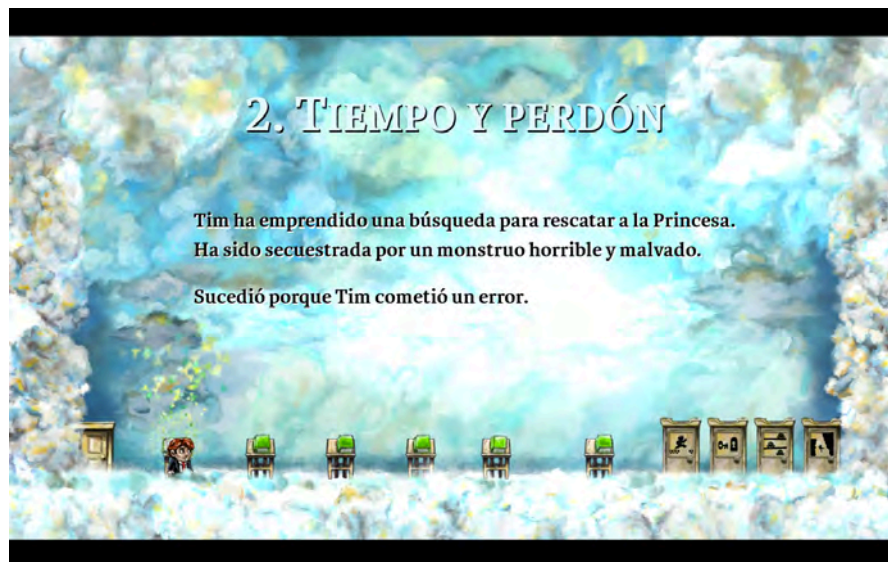 2. Tiempo y perdón
Tim ha emprendido una búsqueda para rescatar a la Princesa.
Ha sido secuestrada por un monstruo horrible y malvado.
Sucedió porque Tim cometió un error.